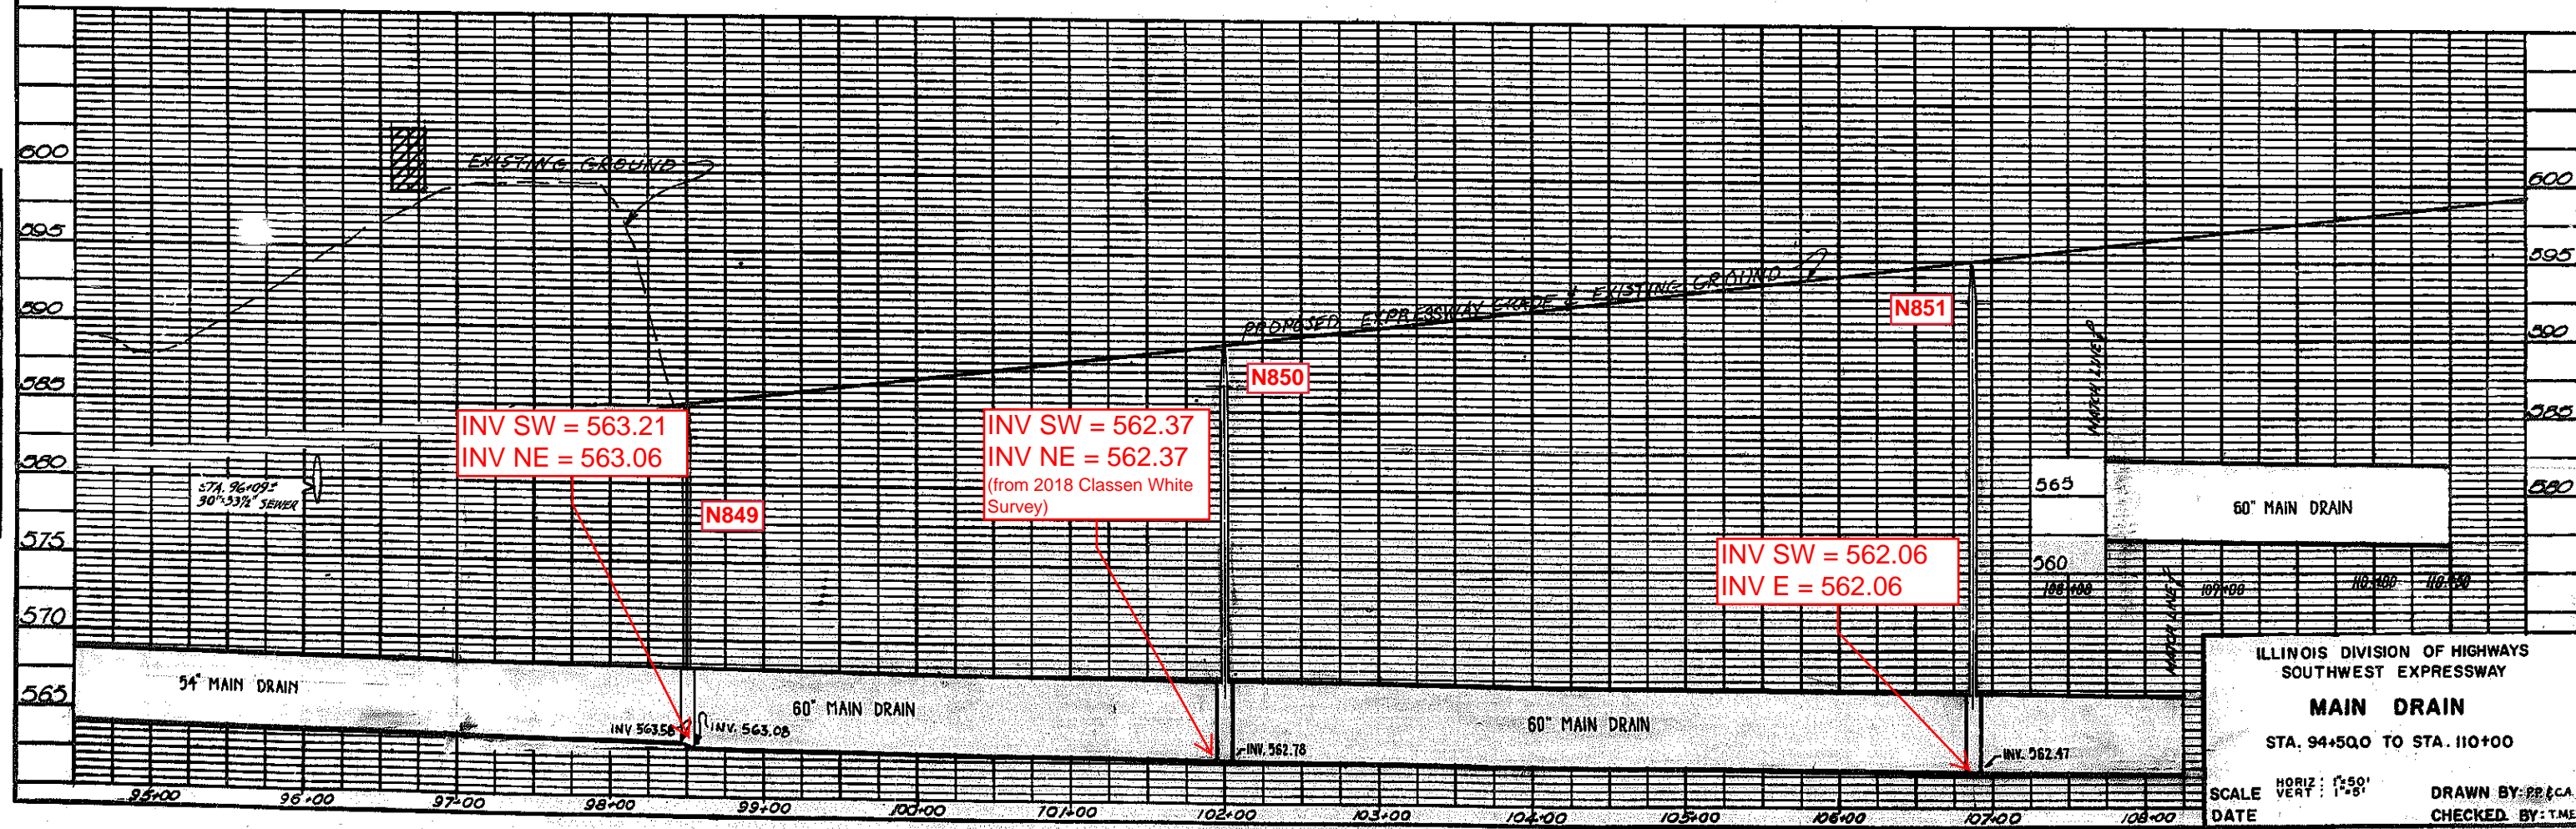 600
595
590
585
580
575
570
565
EXISTING GROUND
PROPOSED EXPRESSWAY GRADE & EXISTING GROUND
N849
N850
N851
INV SW = 563.21
INV NE = 563.06
INV SW = 562.37
INV NE = 562.37
(from 2018 Classen White
Survey)
INV SW = 562.06
INV E = 562.06
STA. 96+09±
SEWER
54" MAIN DRAIN
INV 563.58
INV. 563.08
60" MAIN DRAIN
INV. 562.78
60" MAIN DRAIN
INV. 562.47
MATCH LINE
MATCH LINE
565
560
60" MAIN DRAIN
108+00
109+00
110+00
600
595
590
585
580
95+00
96+00
97+00
98+00
99+00
100+00
101+00
102+00
103+00
104+00
105+00
106+00
107+00
108+00
ILLINOIS DIVISION OF HIGHWAYS
SOUTHWEST EXPRESSWAY
MAIN DRAIN
STA. 94+50.0 TO STA. 110+00
SCALE HORIZ: 1"=50'
VERT: 1"=5'
DRAWN BY:
DATE
CHECKED BY: